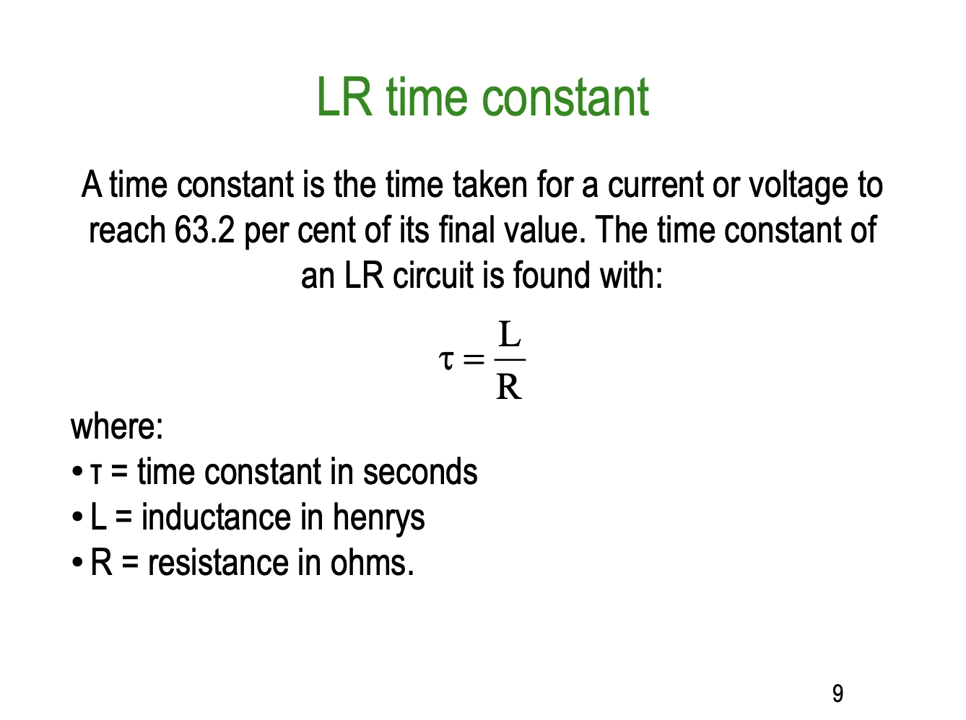 LR time constant
A time constant is the time taken for a current or voltage to
reach 63.2 per cent of its final value. The time constant of
an LR circuit is found with:
τ = L/R
where:
• τ = time constant in seconds
• L = inductance in henrys
• R = resistance in ohms.
9